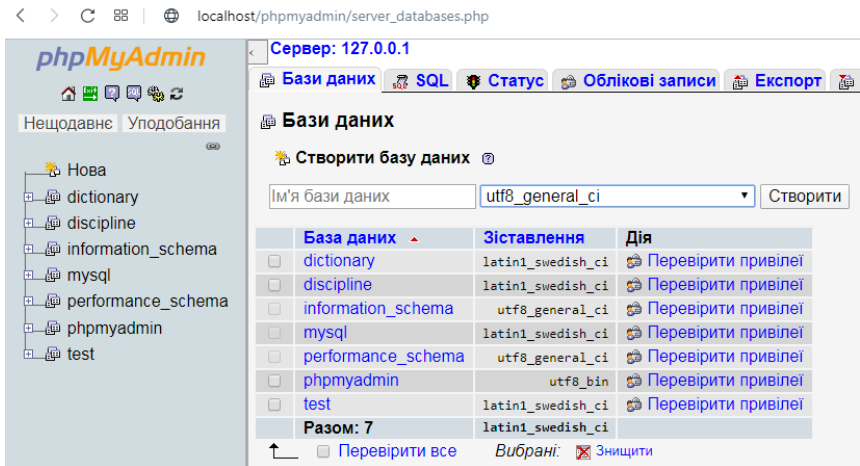 localhost/phpmyadmin/server_databases.php
phpMyAdmin
Нещодавнє Уподобання
Нова
dictionary
discipline
information_schema
mysql
performance_schema
phpmyadmin
test
Сервер: 127.0.0.1
Бази даних SQL Статус Облікові записи Експорт
Бази даних
Створити базу даних
Ім'я бази даних utf8_general_ci Створити
База даних Зіставлення Дія
dictionary latin1_swedish_ci Перевірити привілеї
discipline latin1_swedish_ci Перевірити привілеї
information_schema utf8_general_ci Перевірити привілеї
mysql latin1_swedish_ci Перевірити привілеї
performance_schema utf8_general_ci Перевірити привілеї
phpmyadmin utf8_bin Перевірити привілеї
test latin1_swedish_ci Перевірити привілеї
Разом: 7 latin1_swedish_ci
Перевірити все Вибрані: Знищити